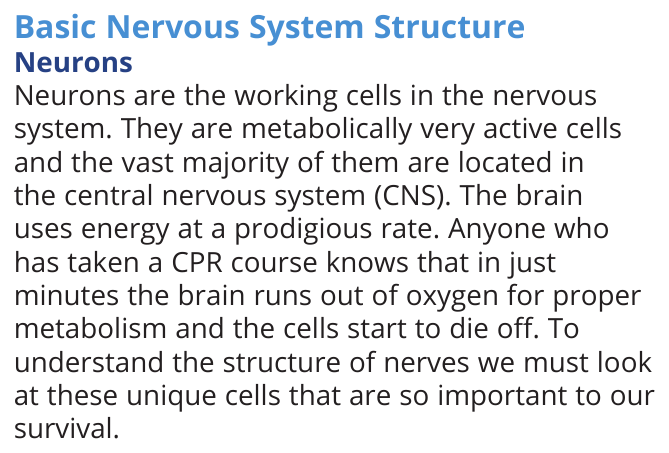 Basic Nervous System Structure
Neurons
Neurons are the working cells in the nervous
system. They are metabolically very active cells
and the vast majority of them are located in
the central nervous system (CNS). The brain
uses energy at a prodigious rate. Anyone who
has taken a CPR course knows that in just
minutes the brain runs out of oxygen for proper
metabolism and the cells start to die off. To
understand the structure of nerves we must look
at these unique cells that are so important to our
survival.